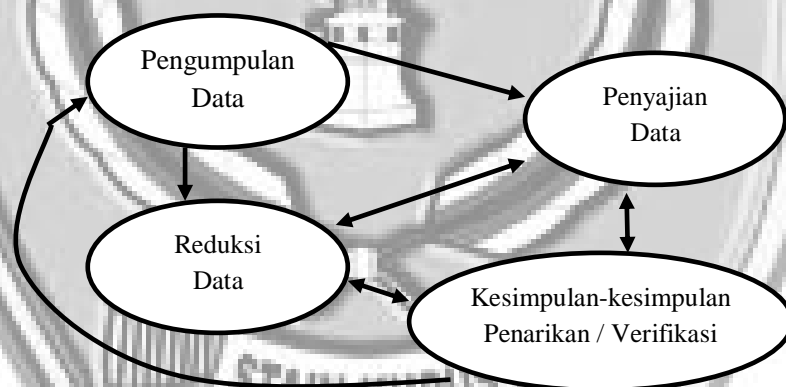 Pengumpulan
Data
Penyajian
Data
Reduksi
Data
Kesimpulan-kesimpulan
Penarikan / Verifikasi